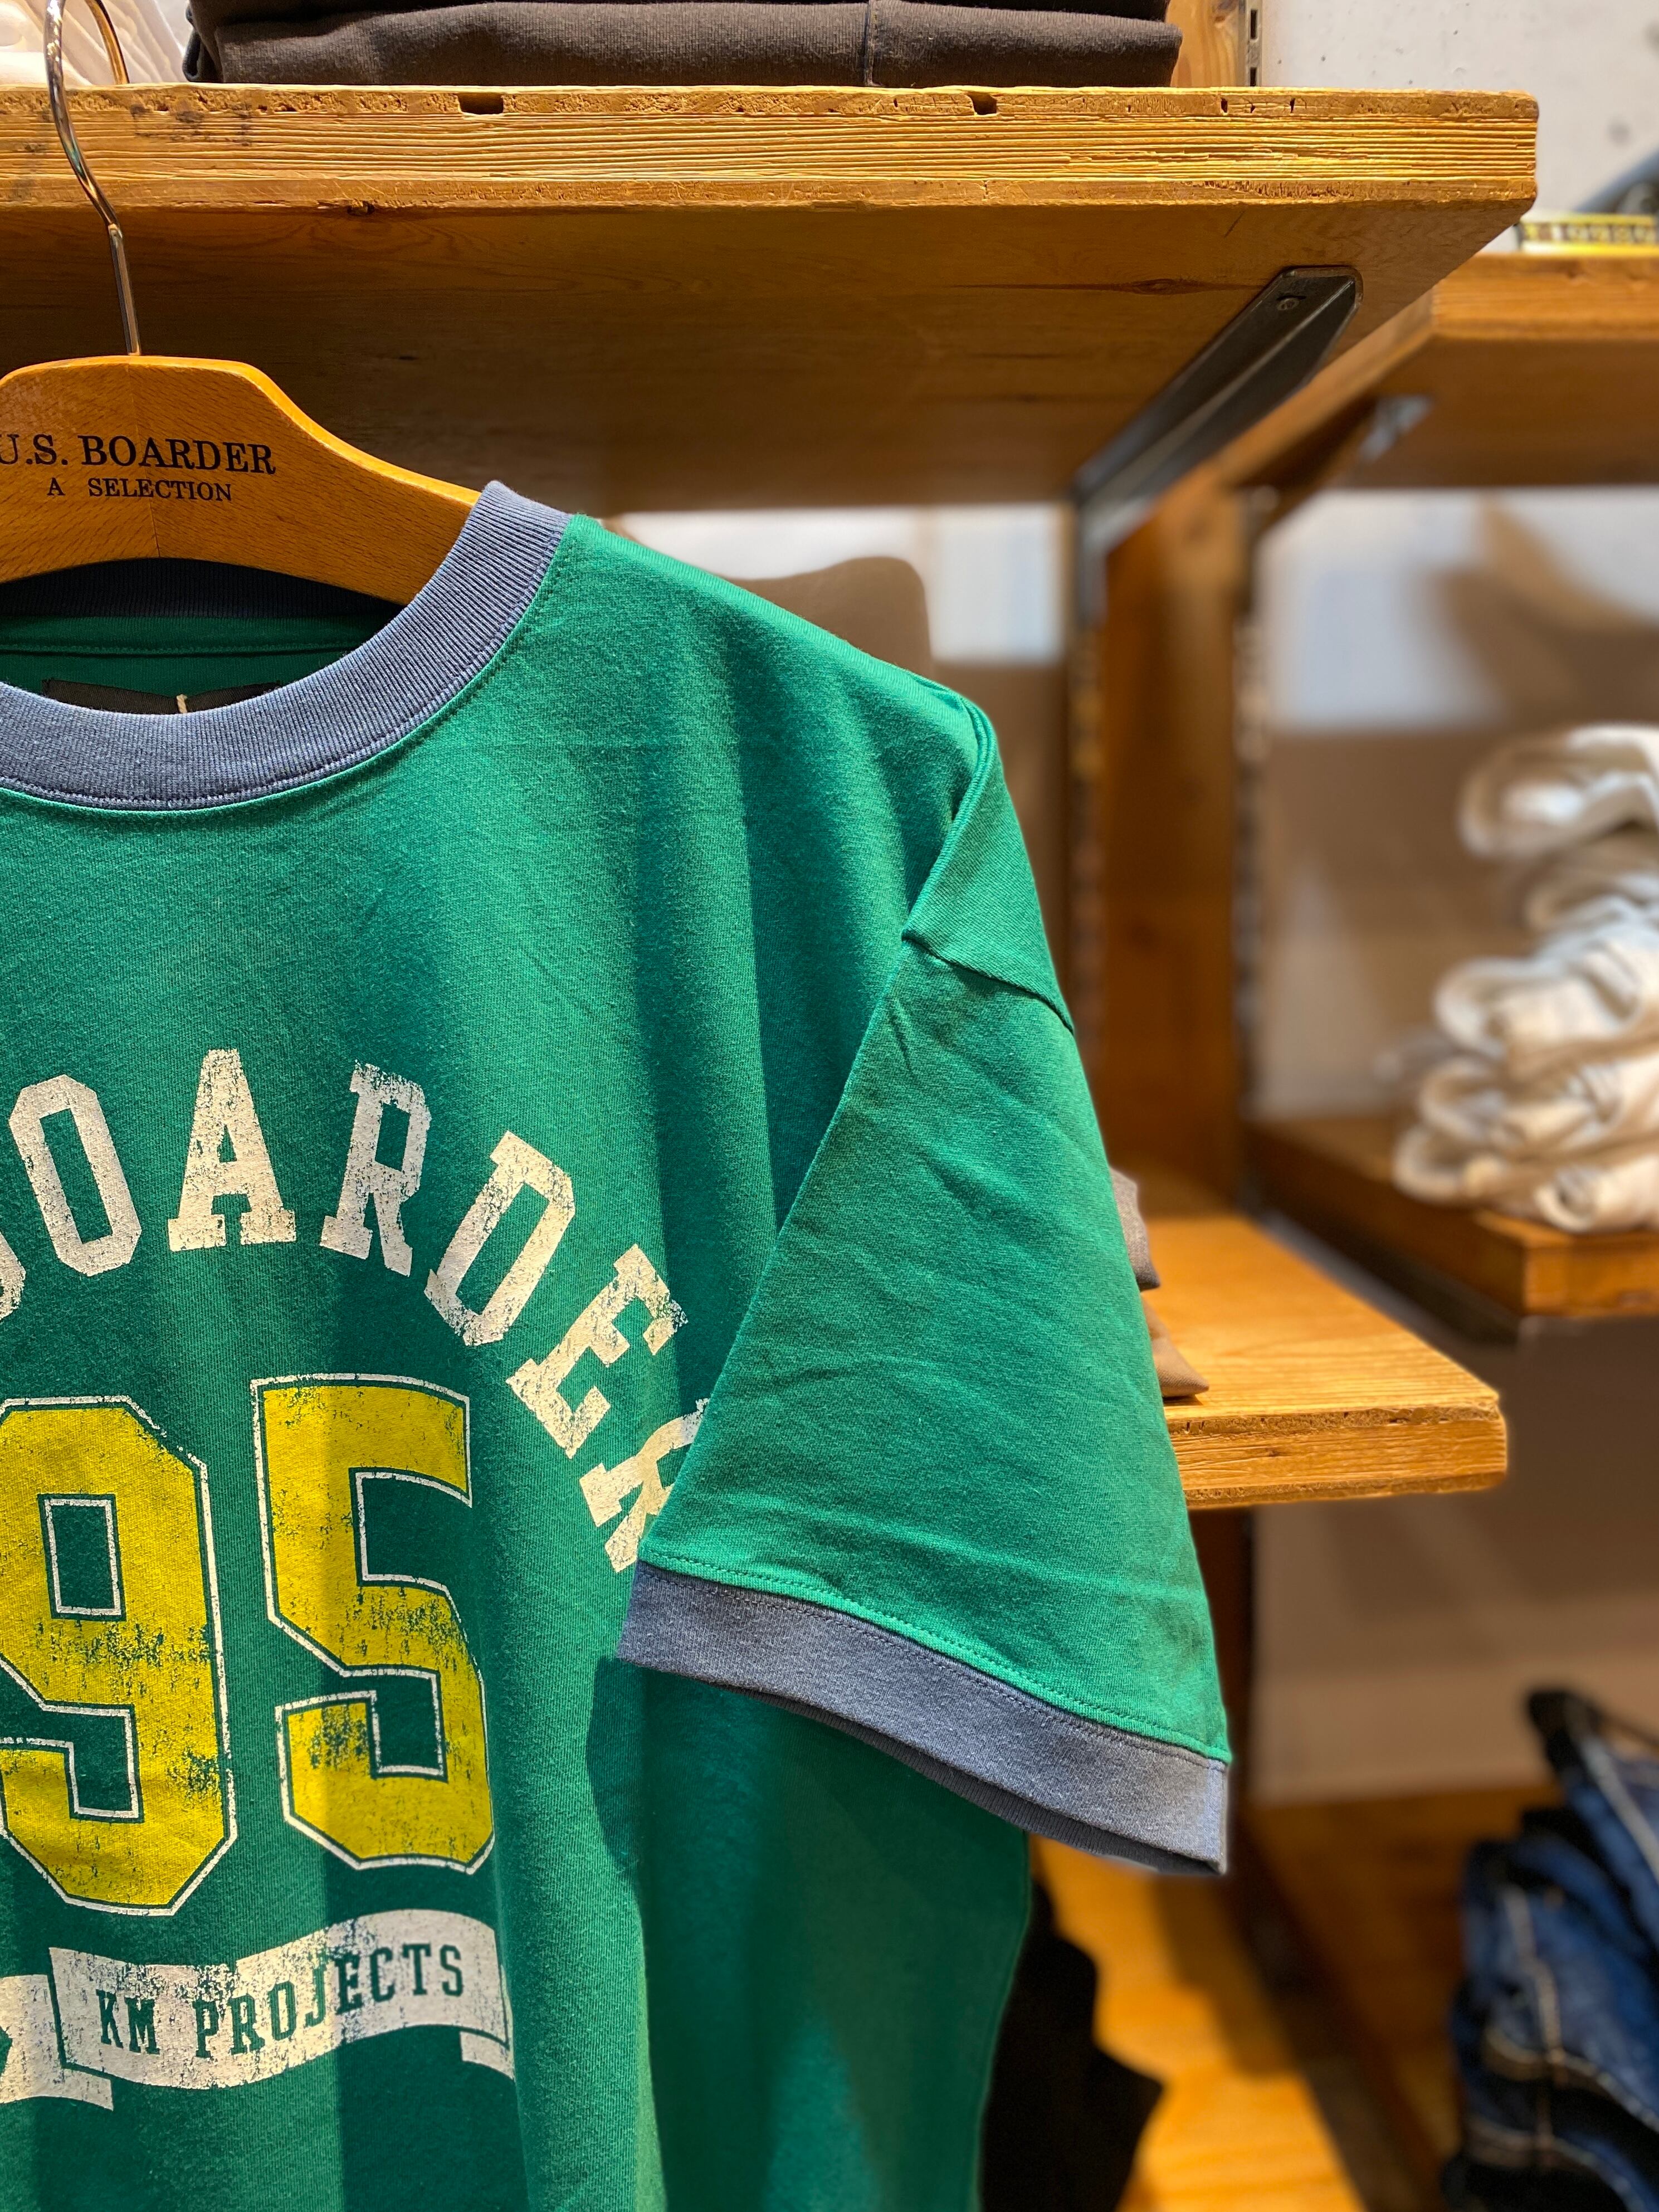 U.S. BOARDER
A SELECTION
BOARDER
95
KM PROJECTS